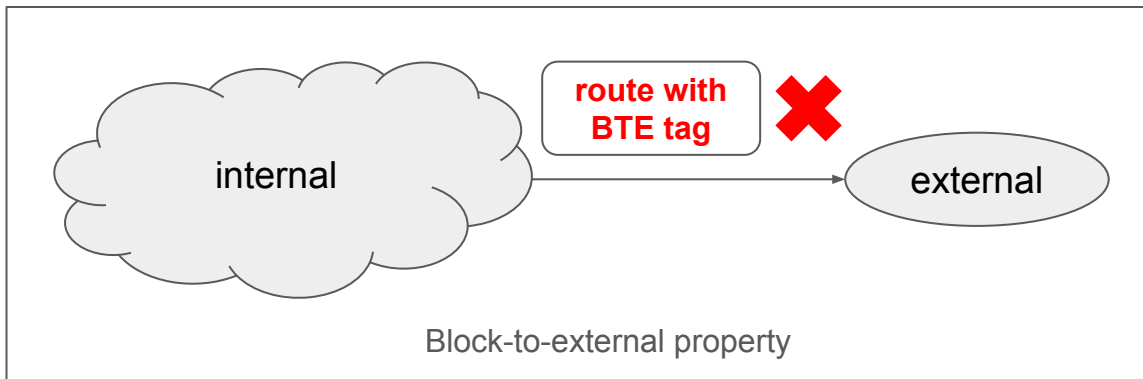 route with
BTE tag
internal
external
Block-to-external property